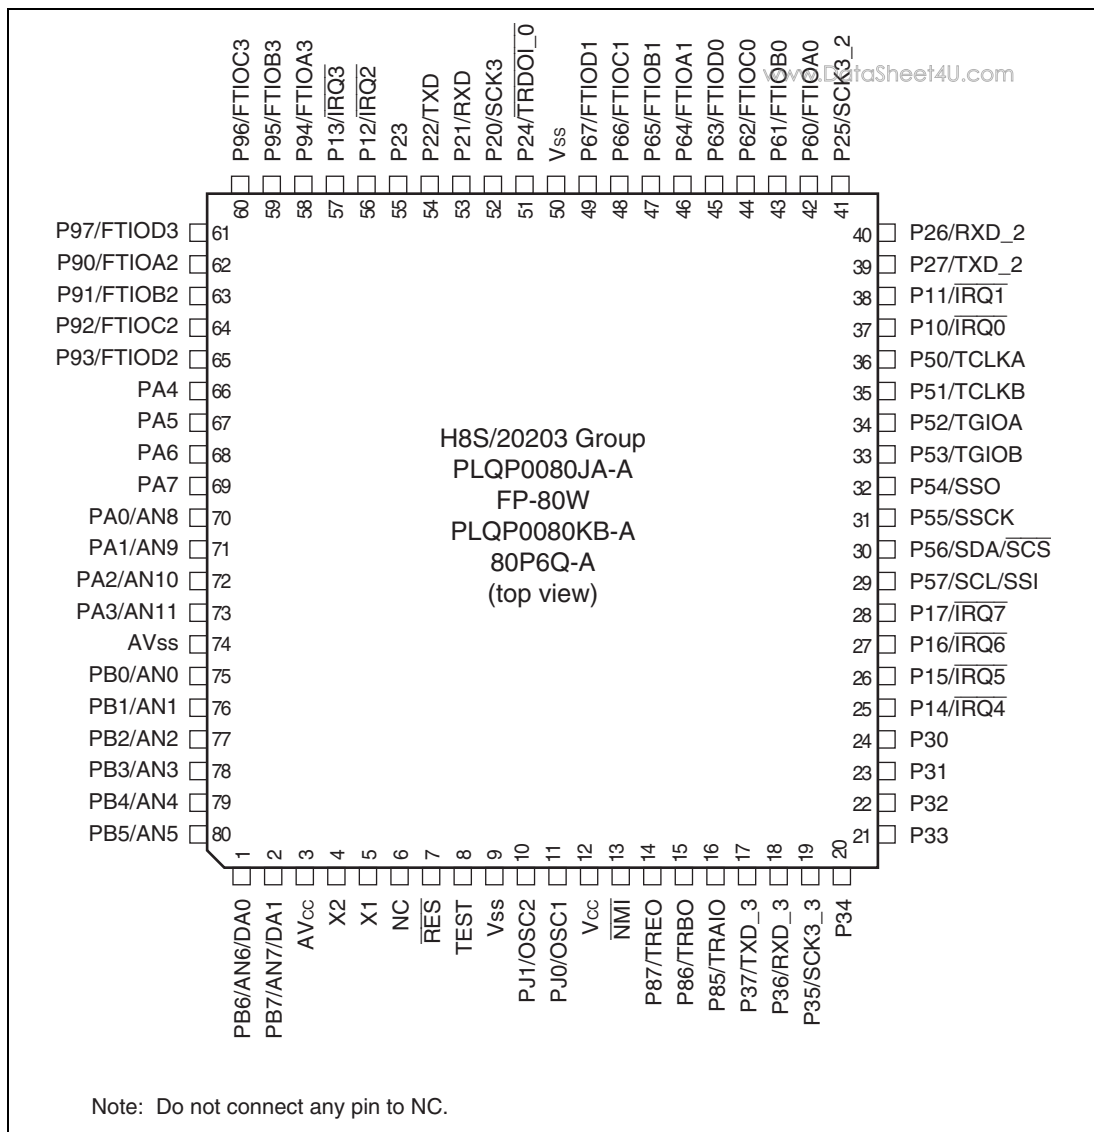 www.DataSheet4U.com
P96/FTIOC3
P95/FTIOB3
P94/FTIOA3
P13/IRQ3
P12/IRQ2
P23
P22/TXD
P21/RXD
P20/SCK3
P24/TRDOI_0
Vss
P67/FTIOD1
P66/FTIOC1
P65/FTIOB1
P64/FTIOA1
P63/FTIOD0
P62/FTIOC0
P61/FTIOB0
P60/FTIOA0
P25/SCK3_2
60 59 58 57 56 55 54 53 52 51 50 49 48 47 46 45 44 43 42 41
P97/FTIOD3 61
P90/FTIOA2 62
P91/FTIOB2 63
P92/FTIOC2 64
P93/FTIOD2 65
PA4 66
PA5 67
PA6 68
PA7 69
PA0/AN8 70
PA1/AN9 71
PA2/AN10 72
PA3/AN11 73
AVss 74
PB0/AN0 75
PB1/AN1 76
PB2/AN2 77
PB3/AN3 78
PB4/AN4 79
PB5/AN5 80
H8S/20203 Group
PLQP0080JA-A
FP-80W
PLQP0080KB-A
80P6Q-A
(top view)
40 P26/RXD_2
39 P27/TXD_2
38 P11/IRQ1
37 P10/IRQ0
36 P50/TCLKA
35 P51/TCLKB
34 P52/TGIOA
33 P53/TGIOB
32 P54/SSO
31 P55/SSCK
30 P56/SDA/SCS
29 P57/SCL/SSI
28 P17/IRQ7
27 P16/IRQ6
26 P15/IRQ5
25 P14/IRQ4
24 P30
23 P31
22 P32
21 P33
1 2 3 4 5 6 7 8 9 10 11 12 13 14 15 16 17 18 19 20
PB6/AN6/DA0
PB7/AN7/DA1
AVcc
X2
X1
NC
RES
TEST
Vss
PJ1/OSC2
PJ0/OSC1
Vcc
NMI
P87/TREO
P86/TRBO
P85/TRAIO
P37/TXD_3
P36/RXD_3
P35/SCK3_3
P34
Note: Do not connect any pin to NC.